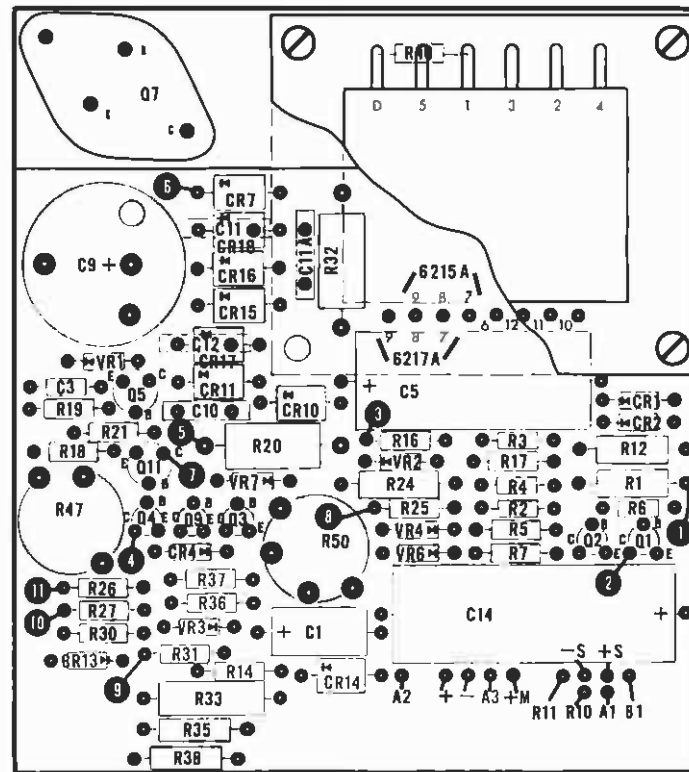 E
Q7
E
C
R40
0 5 1 3 2 4
6
CR7
C11
CR18
C9 +
CR16
C11A
R32
CR15
6215A
9 8 7
6 12 11 10
9 8 7
6217A
C12
CR17
VR1
C3
E C
Q5
B
CR11
C10
CR10
+ C5
CR1
CR2
R19
R21
3
5
R20
R16
R3
R12
R18
E C
Q11
B
7
VR2
R17
R47
VR7
R24
R4
R1
8
R25
R2
R6
1
B B B
C Q4 E C Q9 E C Q3 E
R50
VR4
R5
B B
C Q2 E C Q1 E
4
CR4
VR6
R7
2
11
R26
R37
10
R27
R36
C14 +
R30
VR3
+ C1
R31
9
R14
CR14
−S +S
A2 + − A3 +M
R11 R10 A1 B1
R33
R35
R38